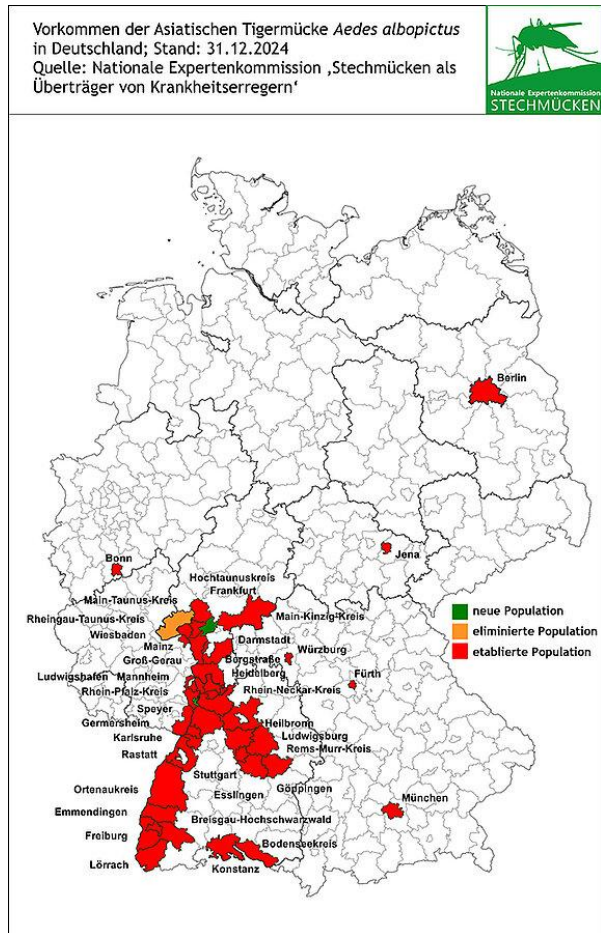 Vorkommen der Asiatischen Tigermücke Aedes albopictus
in Deutschland; Stand: 31.12.2024
Quelle: Nationale Expertenkommission ‚Stechmücken als
Überträger von Krankheitserregern‘
Nationale Expertenkommission
STECHMÜCKEN
Berlin
Bonn
Jena
Hochtaunuskreis
Frankfurt
Main-Taunus-Kreis
Main-Kinzig-Kreis
Rheingau-Taunus-Kreis
Wiesbaden
Darmstadt
Mainz
Würzburg
Groß-Gerau
Bergstraße
Ludwigshafen
Mannheim
Heidelberg
Fürth
Rhein-Pfalz-Kreis
Rhein-Neckar-Kreis
Speyer
Germersheim
Heilbronn
Karlsruhe
Ludwigsburg
Rastatt
Rems-Murr-Kreis
Stuttgart
Göppingen
Ortenaukreis
Esslingen
München
Emmendingen
Breisgau-Hochschwarzwald
Freiburg
Bodenseekreis
Lörrach
Konstanz
neue Population
eliminierte Population
etablierte Population